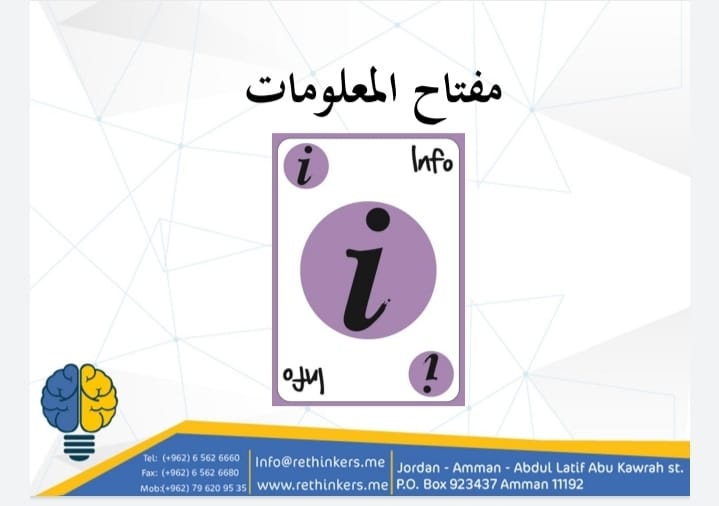 مفتاح المعلومات
i
Info
i
Info
i
Tel: (+962) 6 562 6660
Fax: (+962) 6 562 6680
Mob:(+962) 79 620 95 35
Info@rethinkers.me
www.rethinkers.me
Jordan - Amman - Abdul Latif Abu Kawrah st.
P.O. Box 923437 Amman 11192